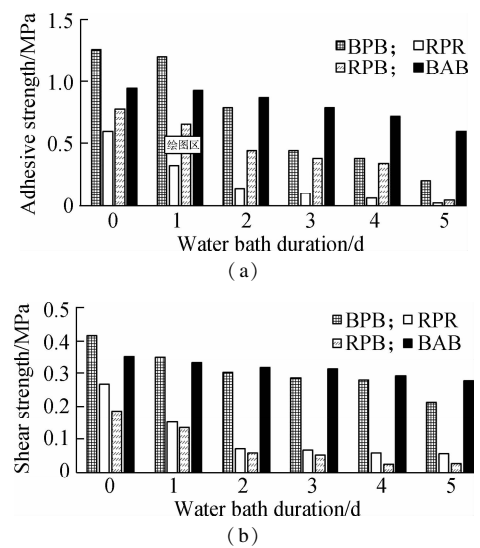 1.5
BPB; RPR
RPB; BAB
1.0
0.5
0
Adhesive strength/MPa
绘图区
0 1 2 3 4 5
Water bath duration/d
(a)
0.5
BPB; RPR
RPB; BAB
0.4
0.3
0.2
0.1
0
Shear strength/MPa
0 1 2 3 4 5
Water bath duration/d
(b)